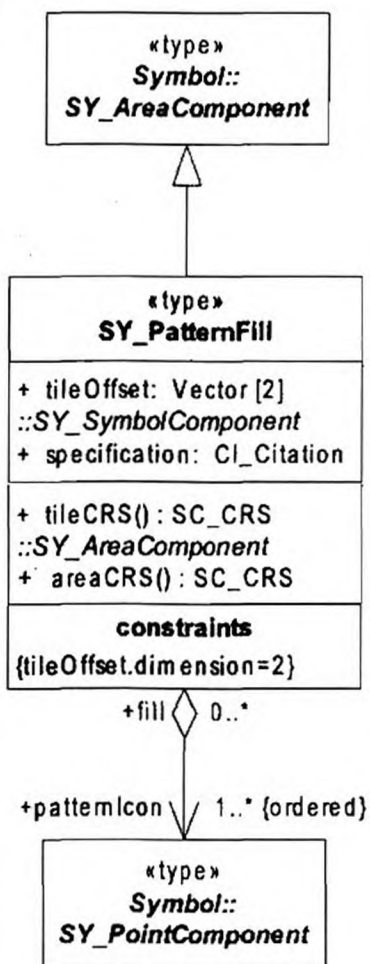 «type»
Symbol::
SY_AreaComponent
«type»
SY_PatternFill
+ tileOffset: Vector [2]
::SY_SymbolComponent
+ specification: CI_Citation
+ tileCRS() : SC_CRS
::SY_AreaComponent
+ areaCRS() : SC_CRS
constraints
{tileOffset.dimension=2}
+fill 0..*
+patternIcon 1..* {ordered}
«type»
Symbol::
SY_PointComponent